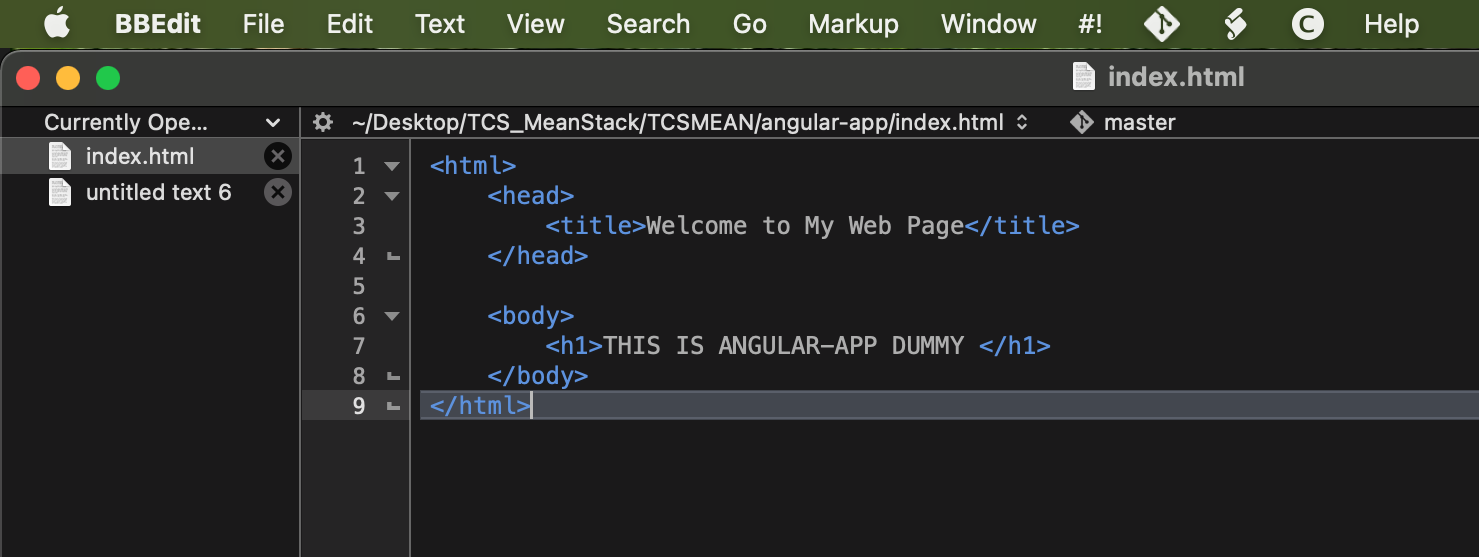 BBEdit File Edit Text View Search Go Markup Window #! C Help
index.html
Currently Ope... ~/Desktop/TCS_MeanStack/TCSMEAN/angular-app/index.html master
index.html
untitled text 6
1 <html>
2     <head>
3         <title>Welcome to My Web Page</title>
4     </head>
5
6     <body>
7         <h1>THIS IS ANGULAR-APP DUMMY </h1>
8     </body>
9 </html>